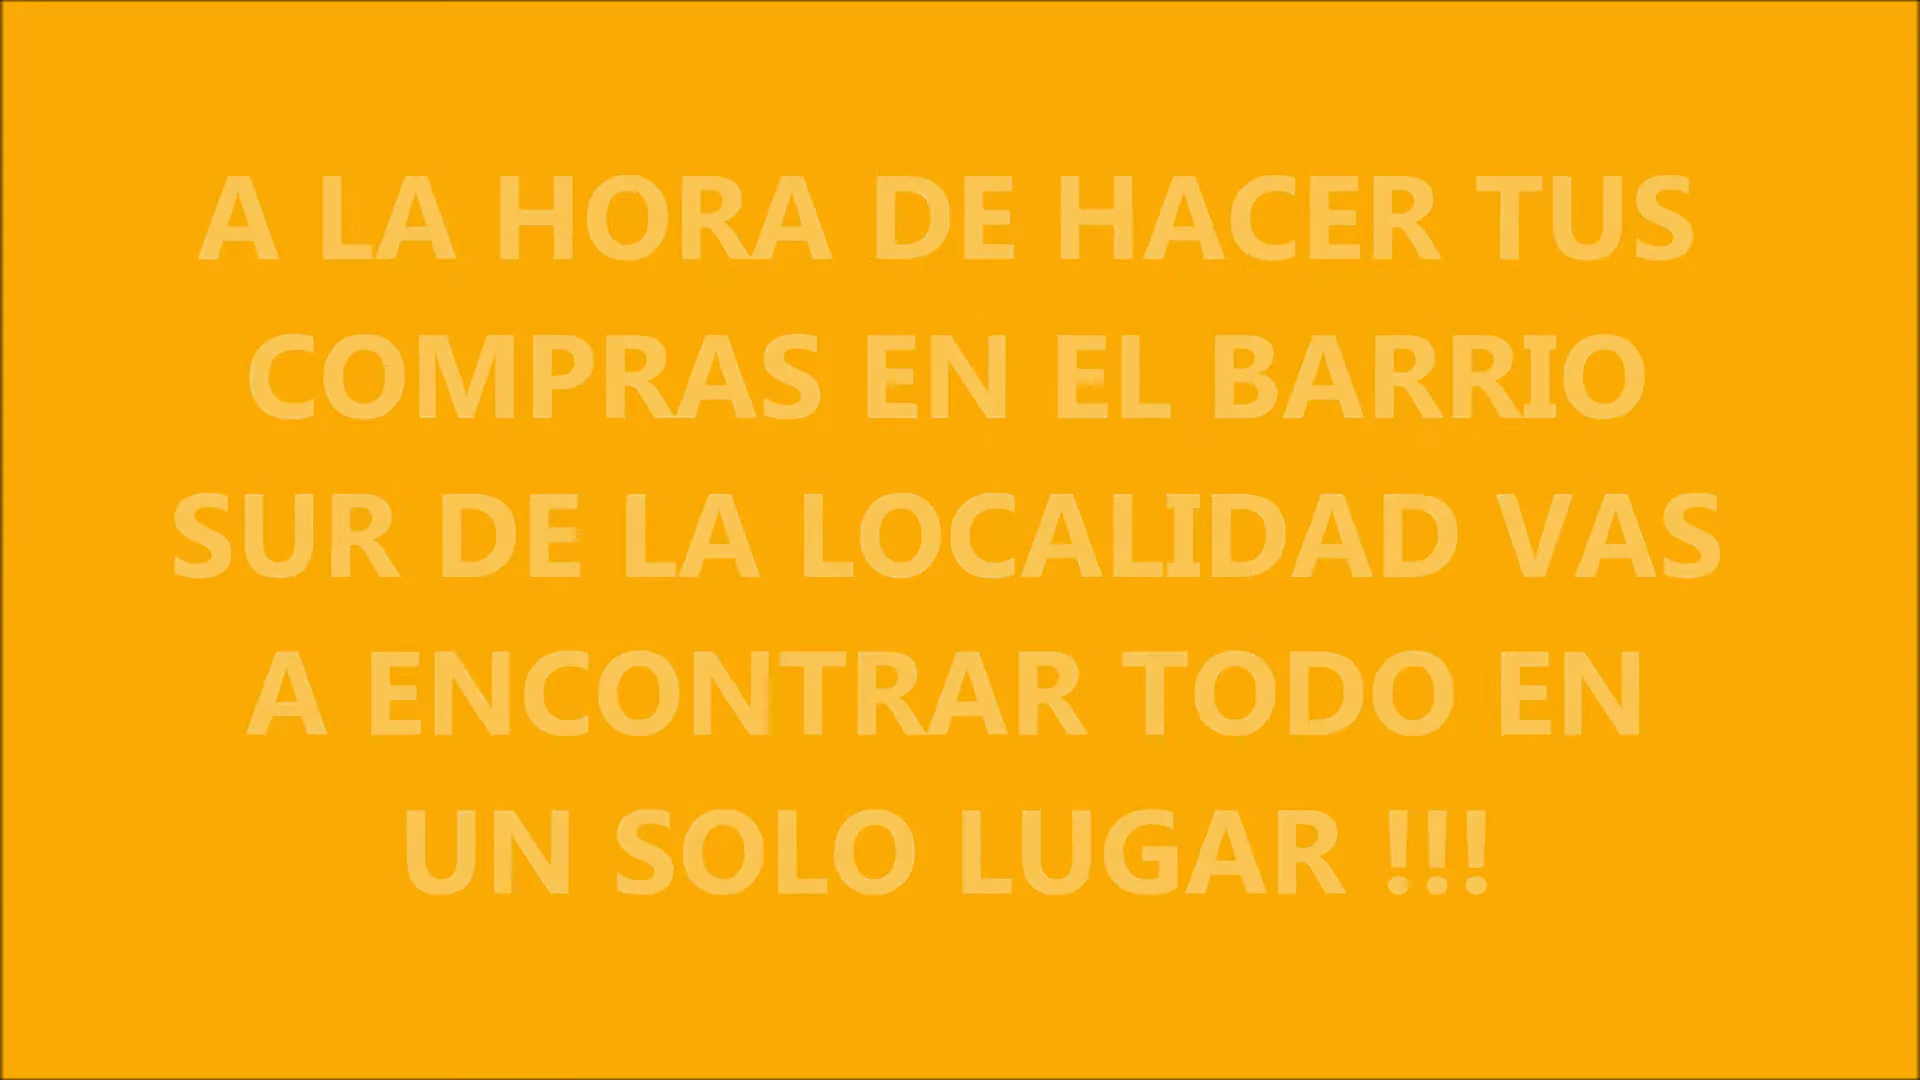 A LA HORA DE HACER TUS
COMPRAS EN EL BARRIO
SUR DE LA LOCALIDAD VAS
A ENCONTRAR TODO EN
UN SOLO LUGAR !!!